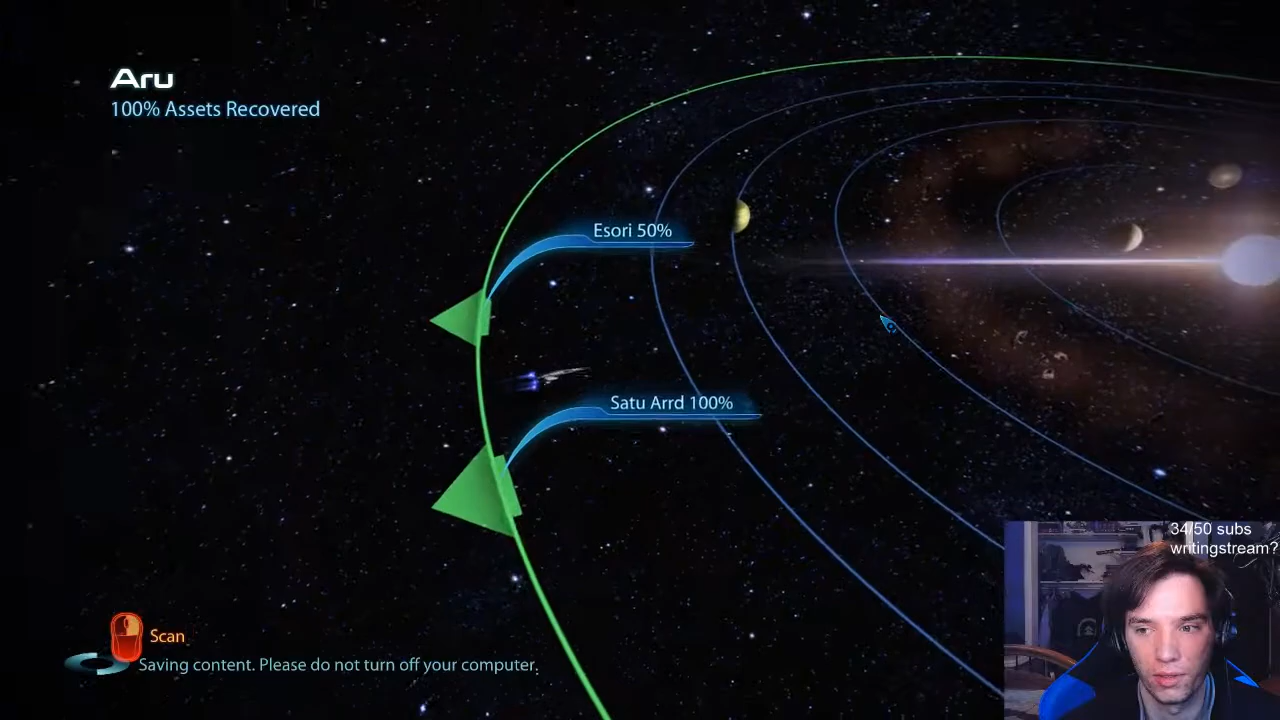 Aru
100% Assets Recovered
Esori 50%
Satu Arrd 100%
34/50 subs
writingstream?
Scan
Saving content. Please do not turn off your computer.